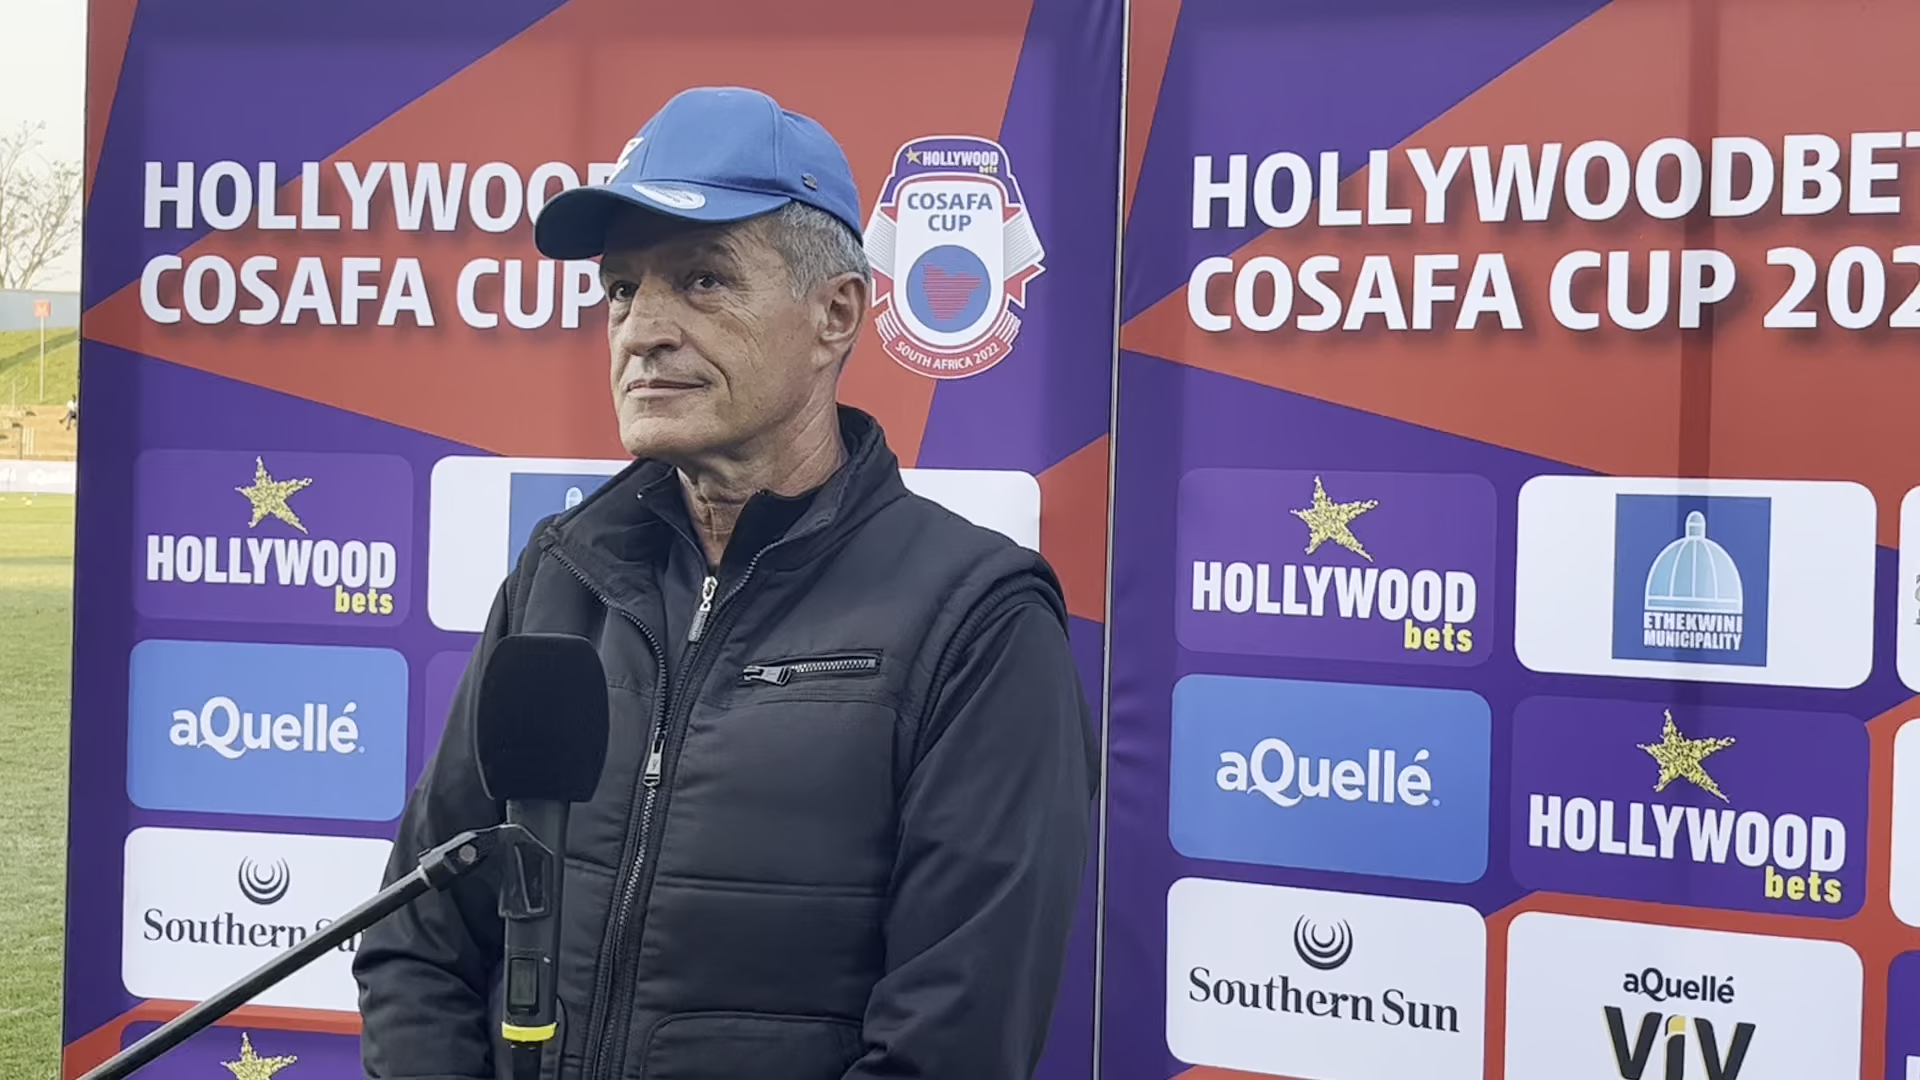 HOLLYWOO
COSAFA CUP
HOLLYWOOD
bets
COSAFA
CUP
SOUTH AFRICA 2022
HOLLYWOOD
bets
aQuellé
Southern Su
HOLLYWOODBET
COSAFA CUP 202
HOLLYWOOD
bets
ETHEKWINI
MUNICIPALITY
aQuellé
HOLLYWOOD
bets
Southern Sun
aQuellé
ViV